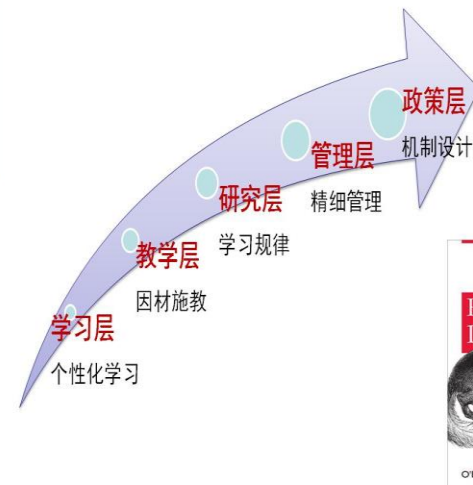 政策层
机制设计
管理层
精细管理
研究层
学习规律
教学层
因材施教
学习层
个性化学习